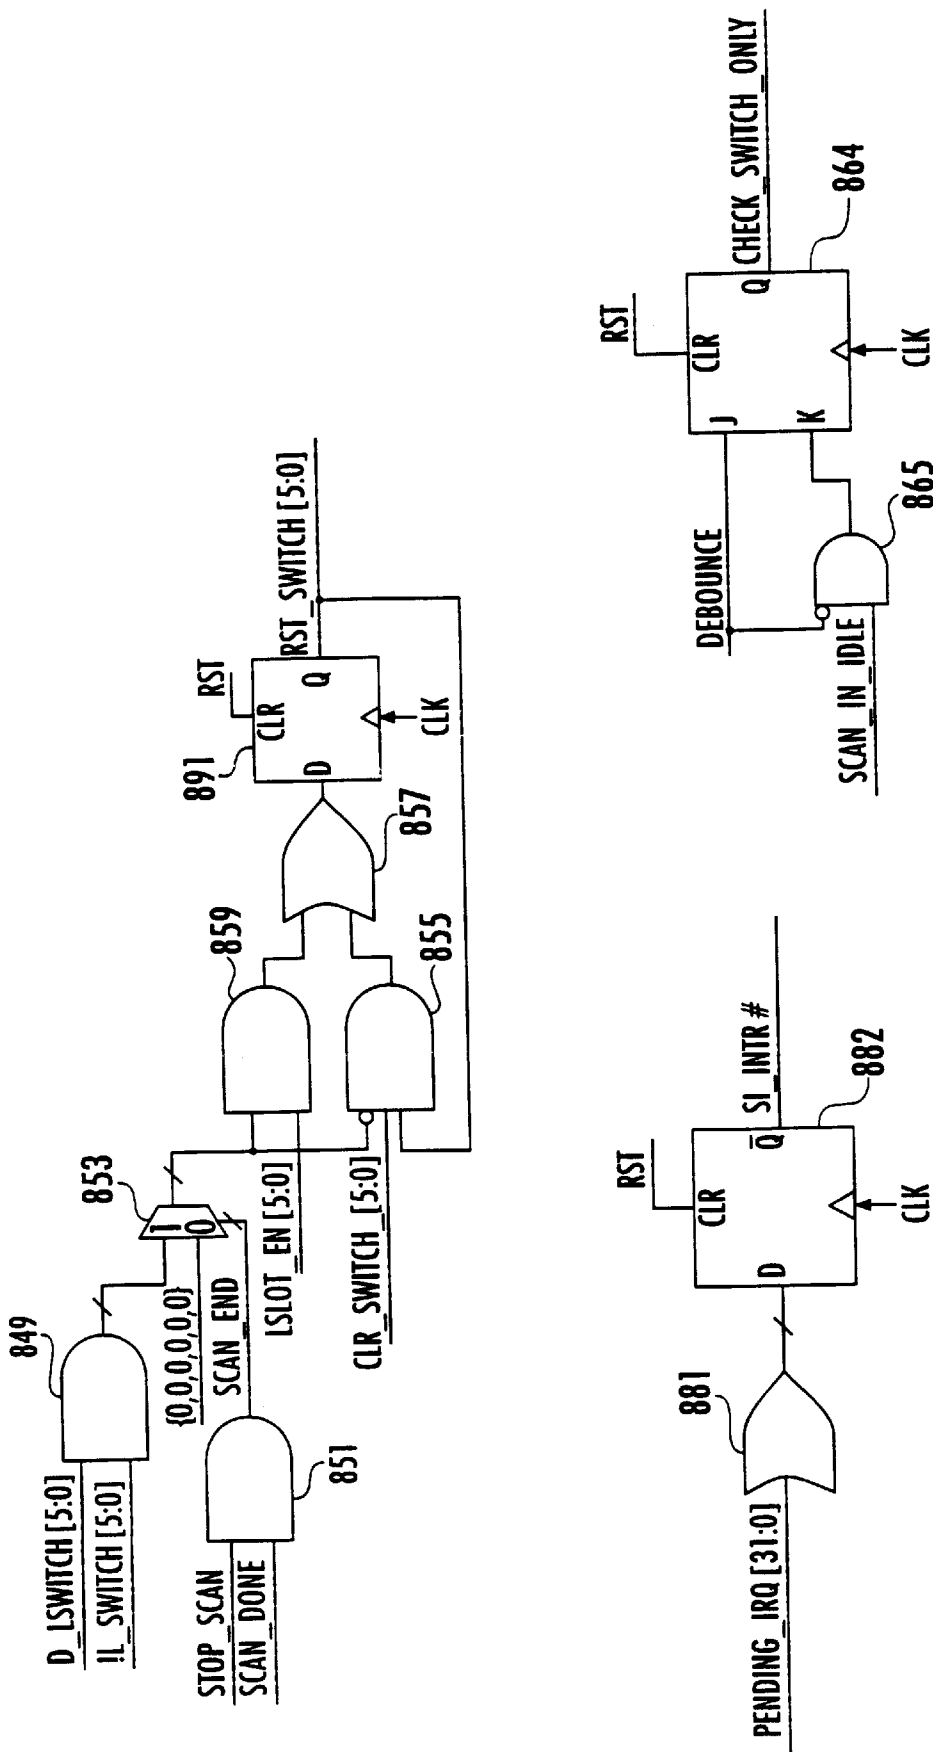 D_LSWITCH [5:0]
!L_SWITCH [5:0]
849
{0,0,0,0,0,0}
1
0
853
STOP_SCAN
SCAN_DONE
851
SCAN_END
LSLOT_EN [5:0]
CLR_SWITCH_[5:0]
859
855
857
891
RST
CLR
D
Q
CLK
RST_SWITCH [5:0]
PENDING_IRQ [31:0]
881
RST
CLR
D
Q̅
CLK
882
SI_INTR#
DEBOUNCE
SCAN_IN_IDLE
865
RST
CLR
J
K
Q
CLK
864
CHECK_SWITCH_ONLY